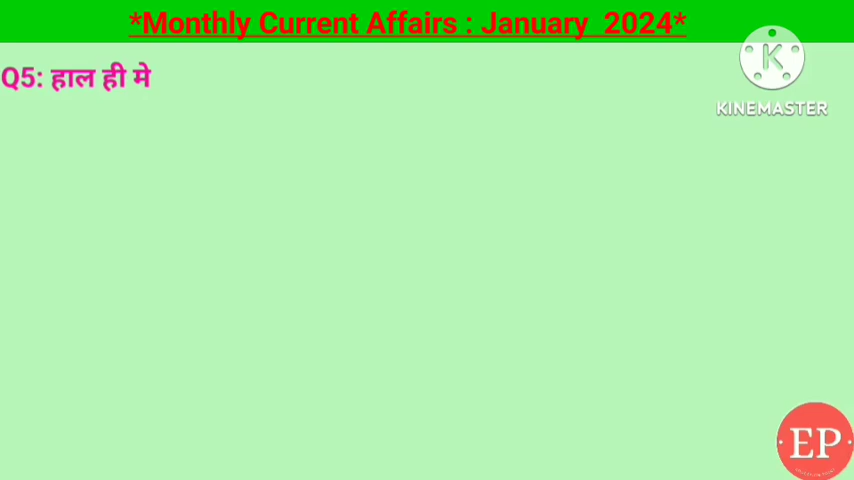 *Monthly Current Affairs : January 2024*
Q5: हाल ही मे
KINEMASTER
EP